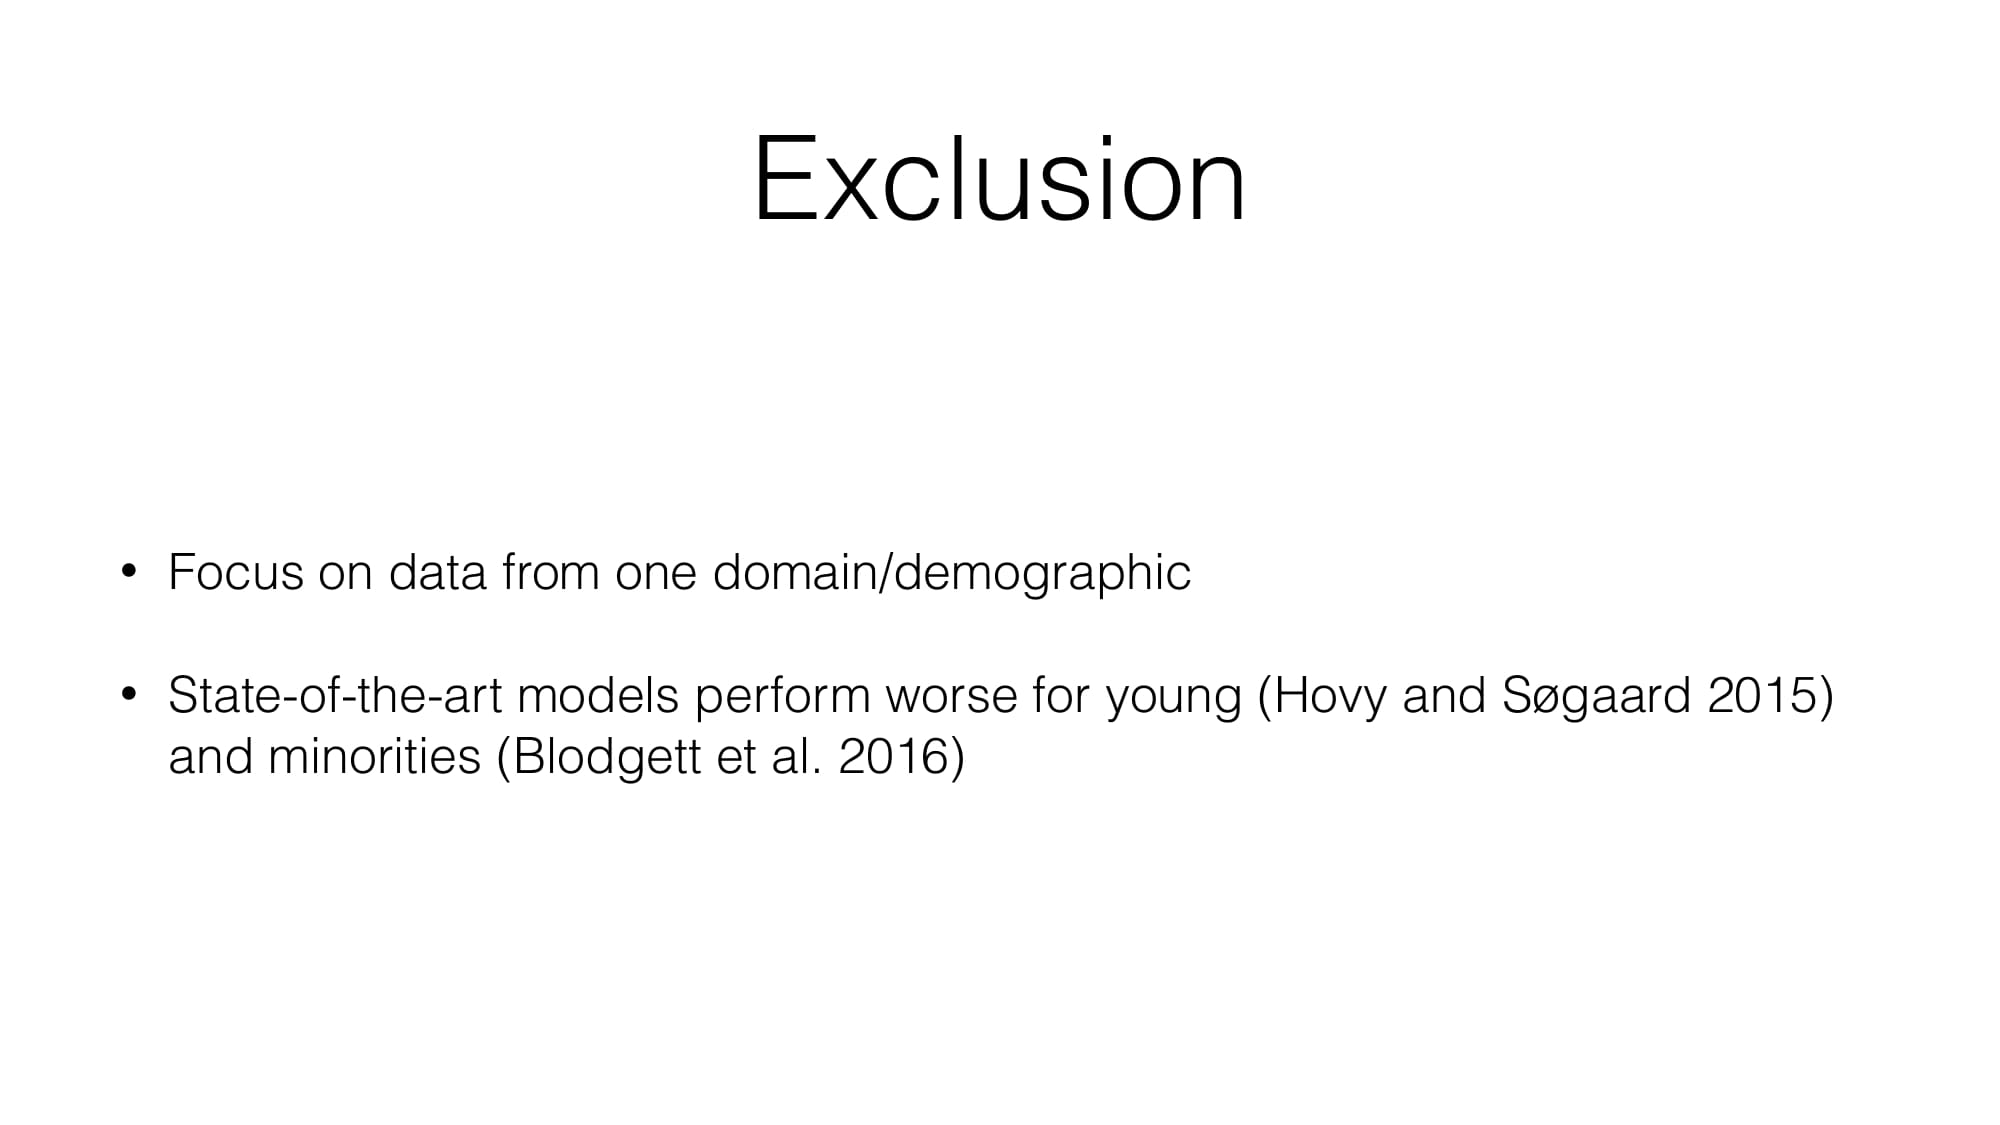 Exclusion
• Focus on data from one domain/demographic
• State-of-the-art models perform worse for young (Hovy and Søgaard 2015)
and minorities (Blodgett et al. 2016)